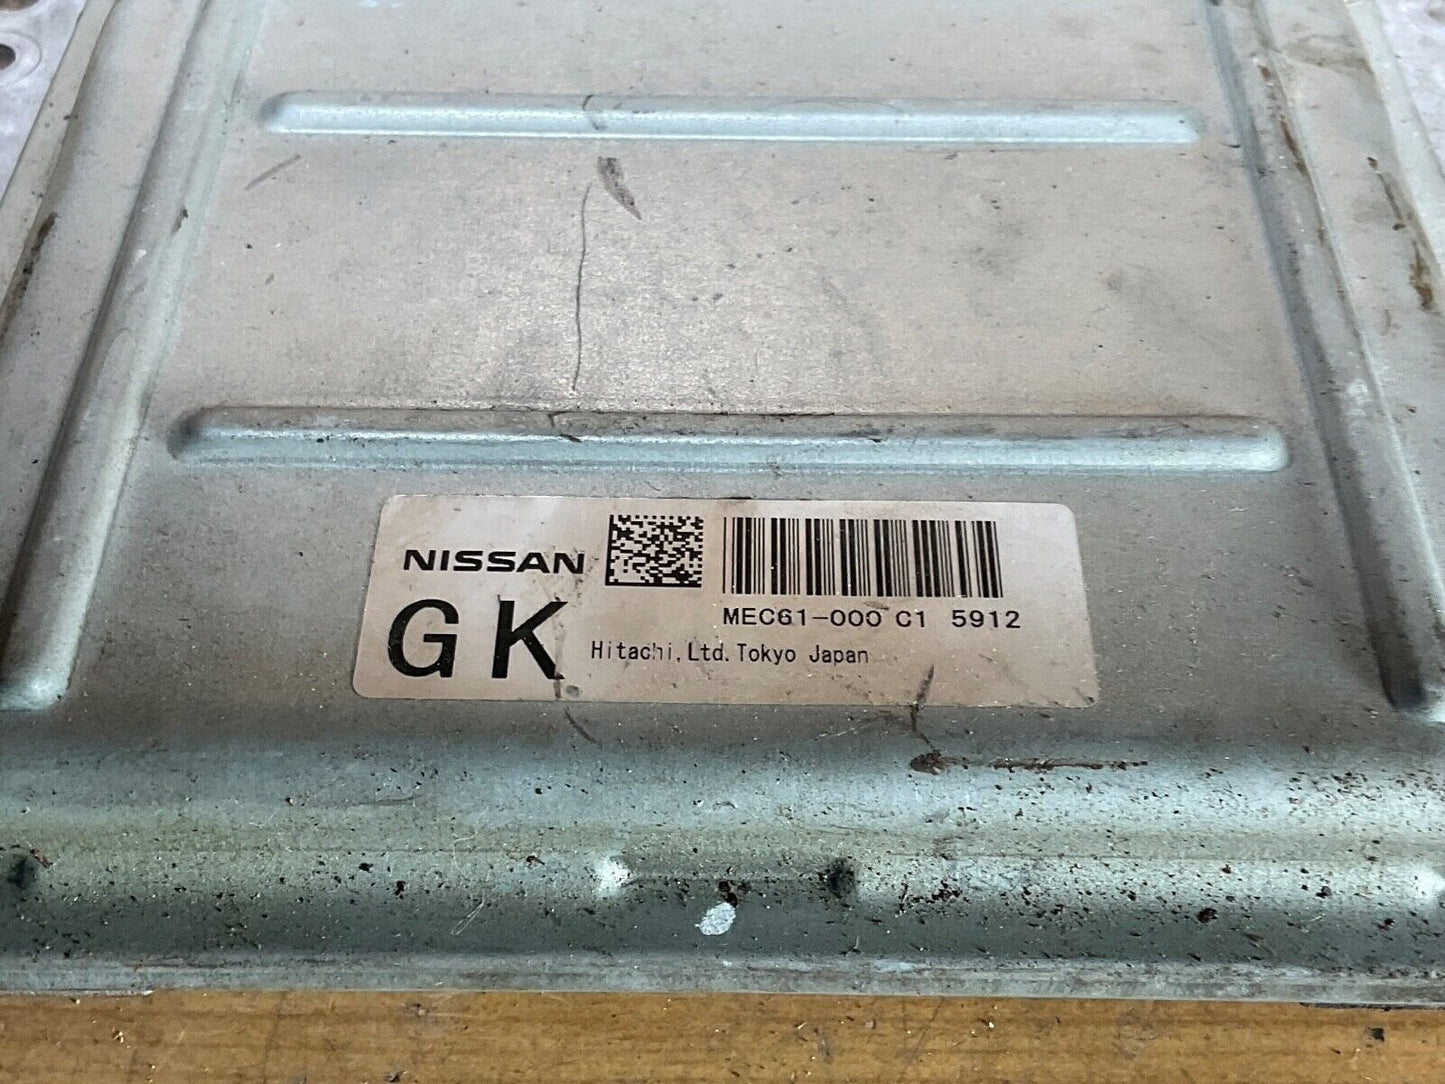 NISSAN
GK
MEC61-000 C1 5912
Hitachi,Ltd.Tokyo Japan